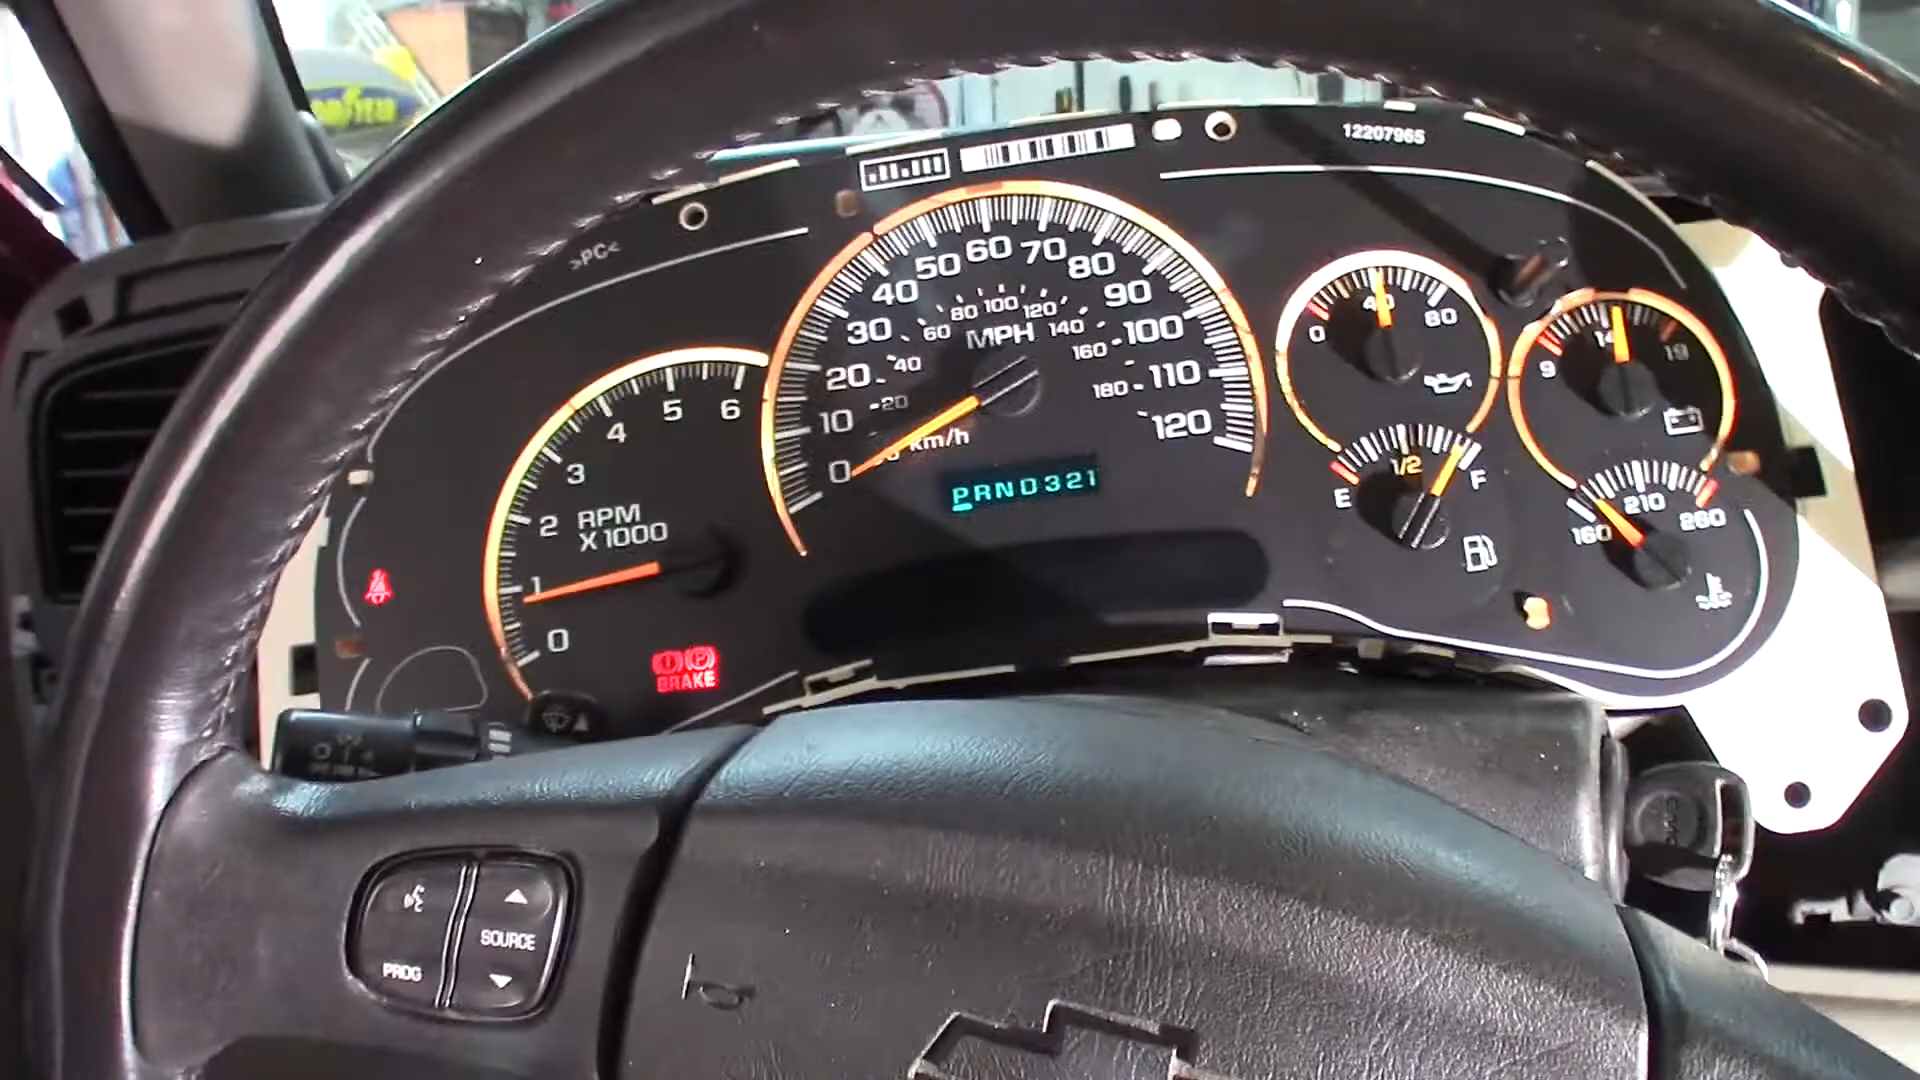 GOODYEAR
12207965
>PC<
0 1 2 3 4 5 6
RPM
X1000
0 10 20 30 40 50 60 70 80 90 100 110 120
20 40 60 80 100 120 140 160 180
MPH
km/h
PRND321
0 40 80
9 14 19
E 1/2 F
160 210 260
BRAKE
SOURCE
PROG